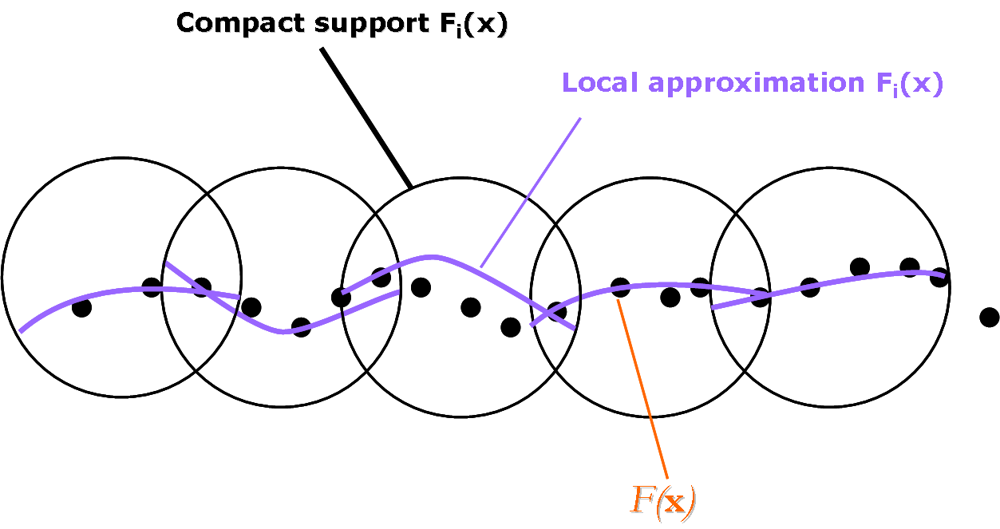 Compact support Fᵢ(x)
Local approximation Fᵢ(x)
F(x)